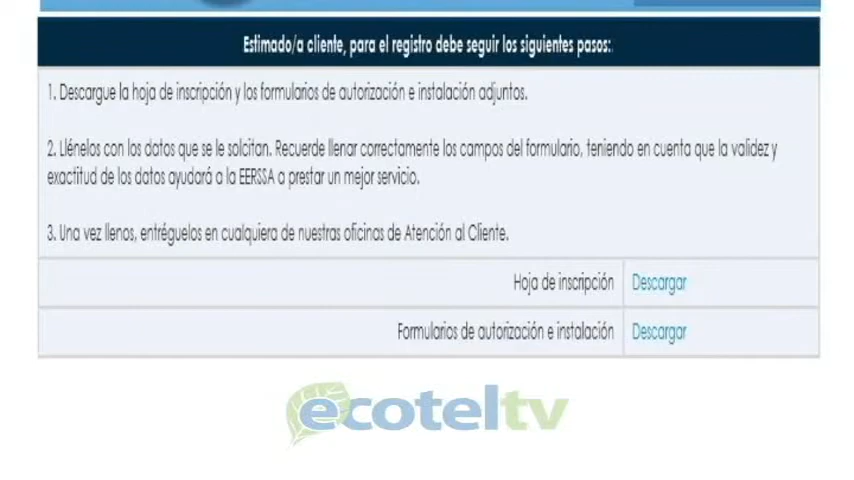 Estimado/a cliente, para el registro debe seguir los siguientes pasos:
1. Descargue la hoja de inscripción y los formularios de autorización e instalación adjuntos.
2. Llénelos con los datos que se le solcitan. Recuerde llenar correctamente los campos del formulario, teniendo en cuenta que la validez y
exactitud de los datos ayudará a la EERSSA a prestar un mejor servicio.
3. Una vez llenos, entréguelos en cualquiera de nuestras oficinas de Atención al Cliente.
Hoja de inscripción Descargar
Formularios de autorización e instalación Descargar
ecoteltv